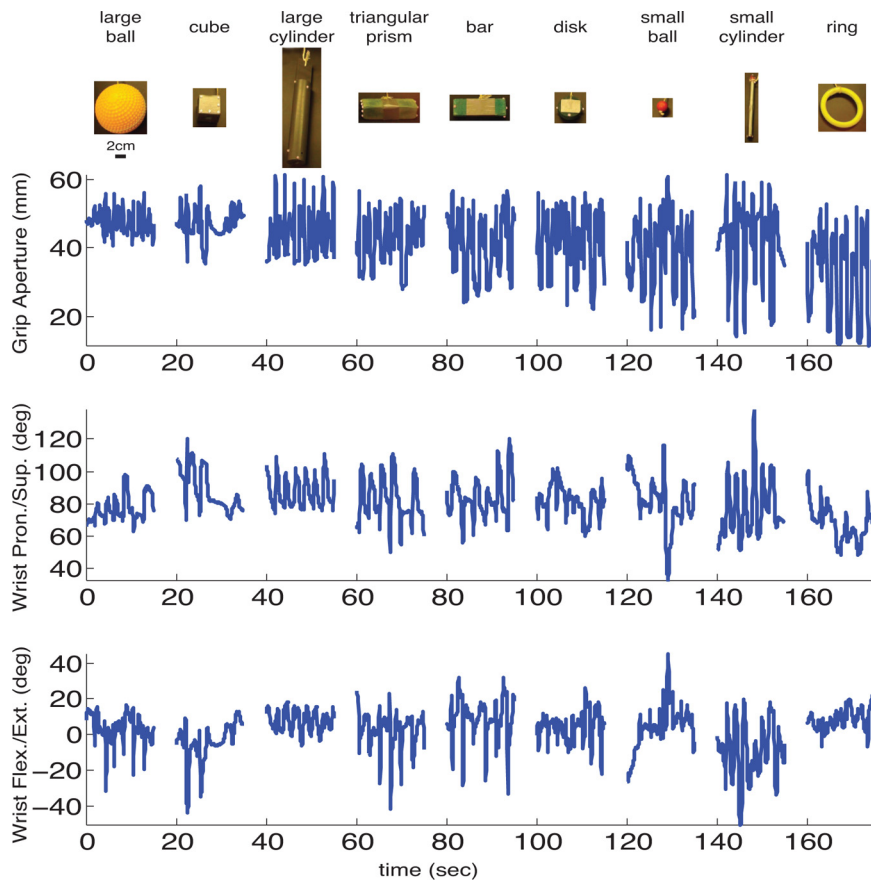 large ball
cube
large cylinder
triangular prism
bar
disk
small ball
small cylinder
ring
2cm
Grip Aperture (mm)
60
40
20
0 20 40 60 80 100 120 140 160
Wrist Pron./Sup. (deg)
120
100
80
60
40
0 20 40 60 80 100 120 140 160
Wrist Flex./Ext. (deg)
40
20
0
−20
−40
0 20 40 60 80 100 120 140 160
time (sec)